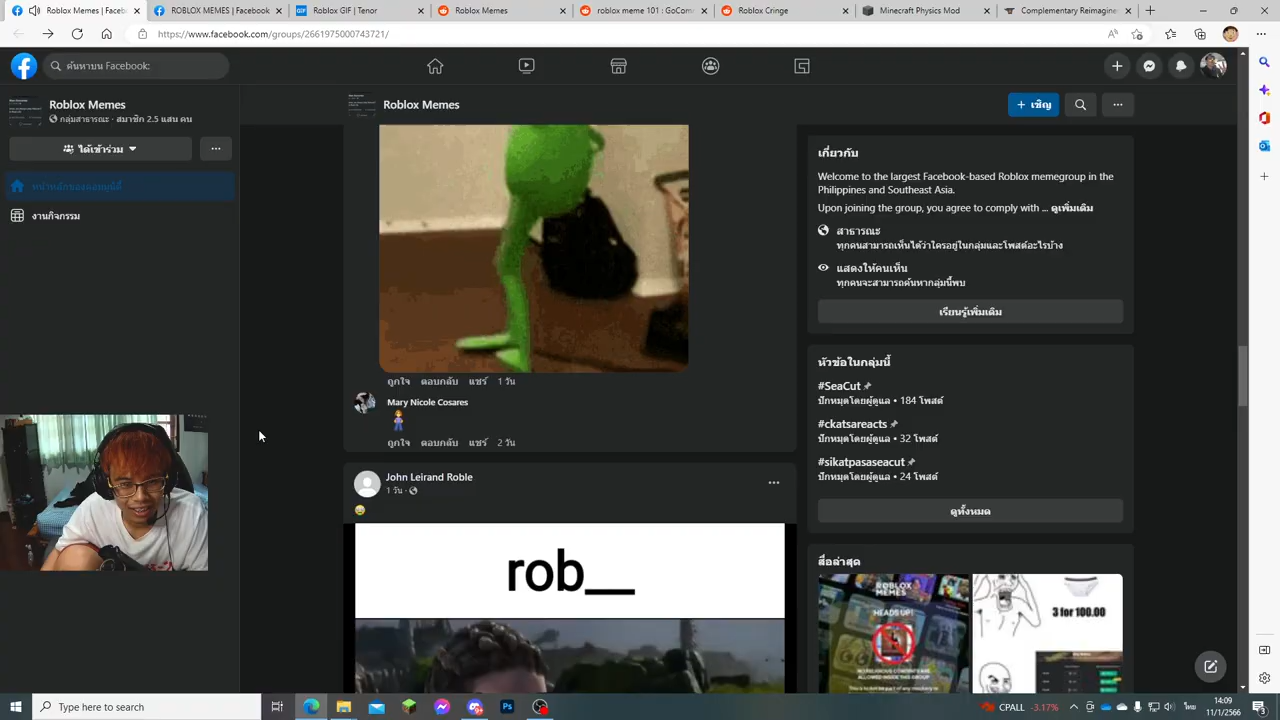 Roblox Memes | Faceb
ROBLOX MEMES | Facebook
Roblox GIF | Tenor
Roblox Memes
roblox meme 101 : GoCom
Roblox Cringe
Minecraft Physics Mod
Complementary Reimagine
https://www.facebook.com/groups/2661975000743721/
ค้นหาบน Facebook
Roblox Memes
กลุ่มสาธารณะ · สมาชิก 2.5 แสน คน
ได้เข้าร่วม
หน้าหลักของคอมมูนิตี้
งานกิจกรรม
Roblox Memes
เชิญ
ถูกใจ ตอบกลับ แชร์ 1 วัน
Mary Nicole Cosares
ถูกใจ ตอบกลับ แชร์ 2 วัน
John Leirand Roble
1 วัน ·
rob__
เกี่ยวกับ
Welcome to the largest Facebook-based Roblox memegroup in the
Philippines and Southeast Asia.
Upon joining the group, you agree to comply with ... ดูเพิ่มเติม
สาธารณะ
ทุกคนสามารถเห็นได้ว่าใครอยู่ในกลุ่มและโพสต์อะไรบ้าง
แสดงให้คนเห็น
ทุกคนจะสามารถค้นหากลุ่มนี้พบ
เรียนรู้เพิ่มเติม
หัวข้อในกลุ่มนี้
#SeaCut
ปักหมุดโดยผู้ดูแล • 184 โพสต์
#ckatsareacts
ปักหมุดโดยผู้ดูแล • 32 โพสต์
#sikatpasaseacut
ปักหมุดโดยผู้ดูแล • 24 โพสต์
ดูทั้งหมด
สื่อล่าสุด
ROBLOX
MEMES
HEADS UP!
3 for 100.00
Type here to search
CPALL -3.17%
ไทย
14:09
11/1/2566